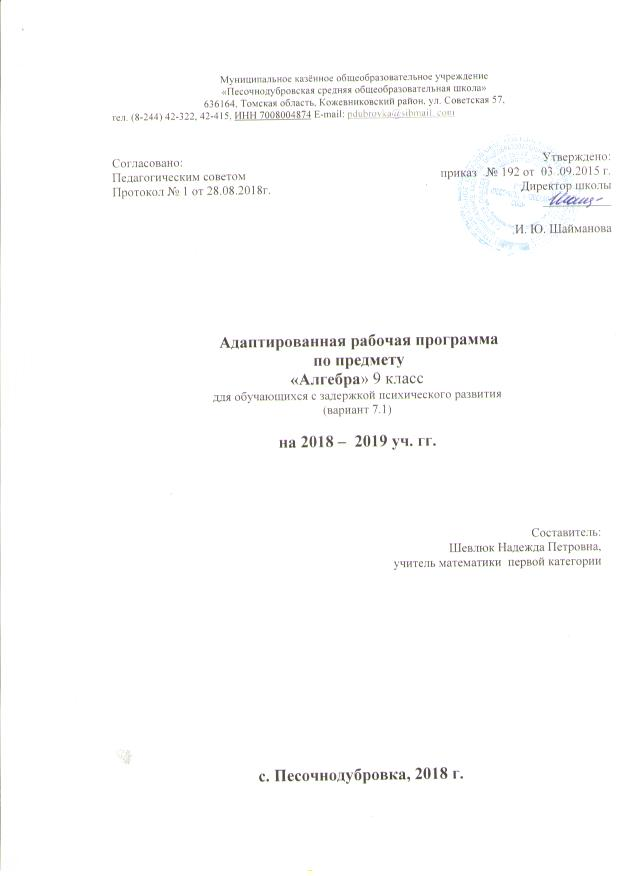 Муниципальное казённое общеобразовательное учреждение
«Песочнодубровская средняя общеобразовательная школа»
636164, Томская область, Кожевниковский район, ул. Советская 57,
тел. (8-244) 42-322, 42-415, ИНН 7008004874 E-mail: pdubrovka@sibmail.com
Согласовано:
Педагогическим советом
Протокол № 1 от 28.08.2018г.
Утверждено:
приказ № 192 от 03..09.2015 г.
Директор школы
И. Ю. Шайманова
Адаптированная рабочая программа
по предмету
«Алгебра» 9 класс
для обучающихся с задержкой психического развития
(вариант 7.1)
на 2018 – 2019 уч. гг.
Составитель:
Шевлюк Надежда Петровна,
учитель математики первой категории
с. Песочнодубровка, 2018 г.